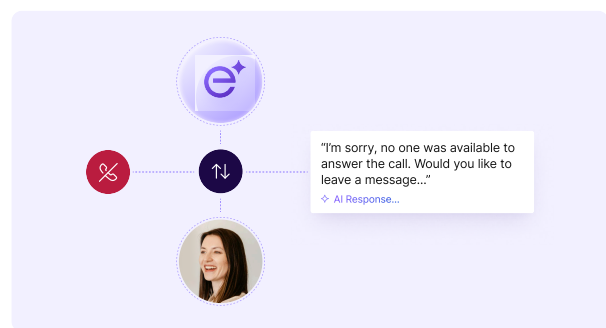 e
“I’m sorry, no one was available to
answer the call. Would you like to
leave a message...”
AI Response...